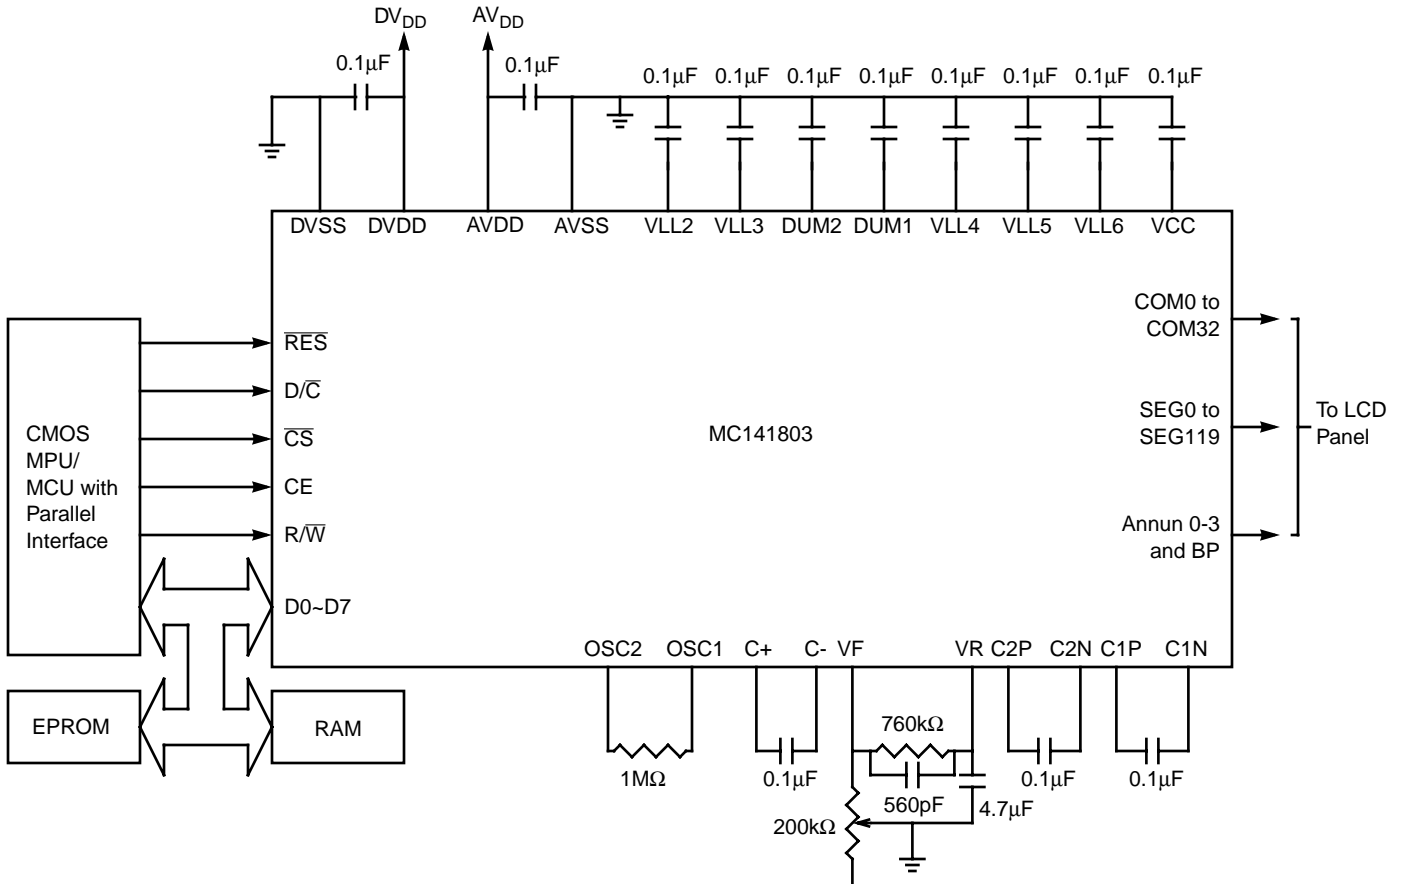 DVDD AVDD
0.1µF 0.1µF 0.1µF 0.1µF 0.1µF 0.1µF 0.1µF 0.1µF 0.1µF 0.1µF
DVSS DVDD AVDD AVSS VLL2 VLL3 DUM2 DUM1 VLL4 VLL5 VLL6 VCC
CMOS
MPU/
MCU with
Parallel
Interface
R̅E̅S̅
D/C̅
C̅S̅
CE
R/W̅
D0~D7
MC141803
COM0 to
COM32
SEG0 to
SEG119
Annun 0-3
and BP
To LCD
Panel
EPROM
RAM
OSC2 OSC1 C+ C- VF VR C2P C2N C1P C1N
1MΩ
0.1µF
760kΩ
560pF
4.7µF
200kΩ
0.1µF
0.1µF